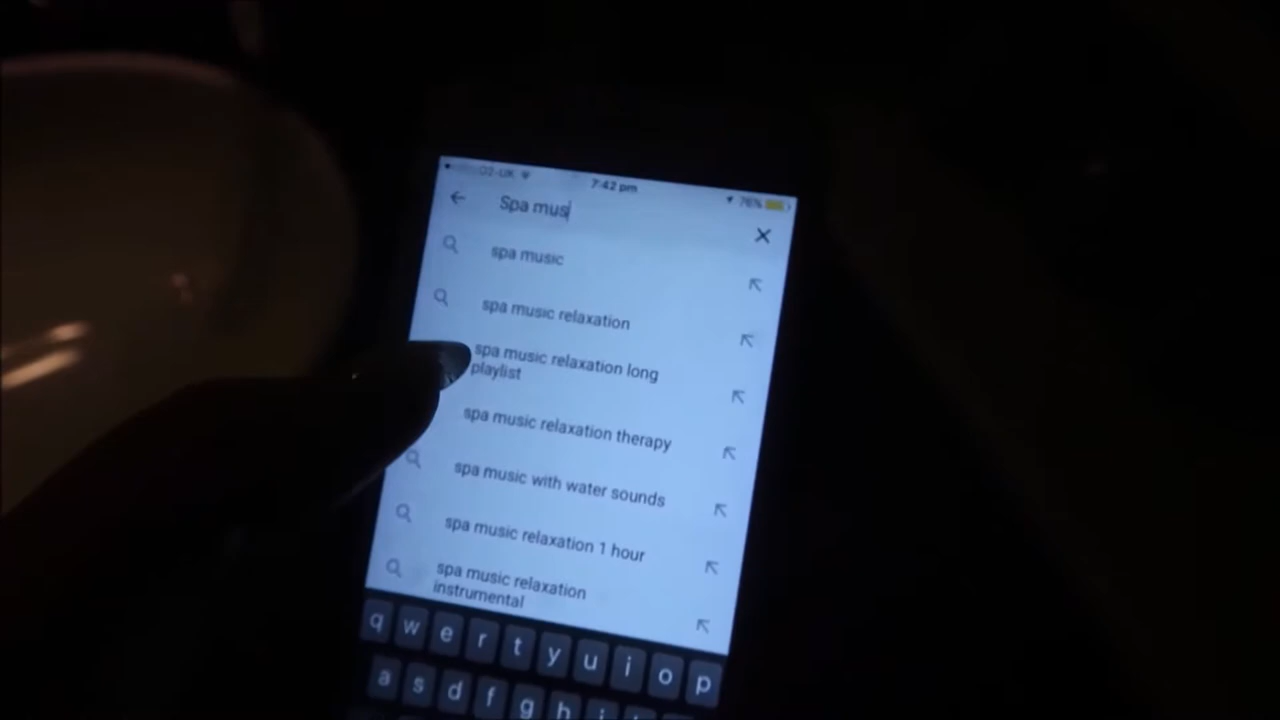 O2-UK 7:42 pm 76%
Spa mus
spa music
spa music relaxation
spa music relaxation long
playlist
spa music relaxation therapy
spa music with water sounds
spa music relaxation 1 hour
spa music relaxation
instrumental
q w e r t y u i o p
a s d f g h